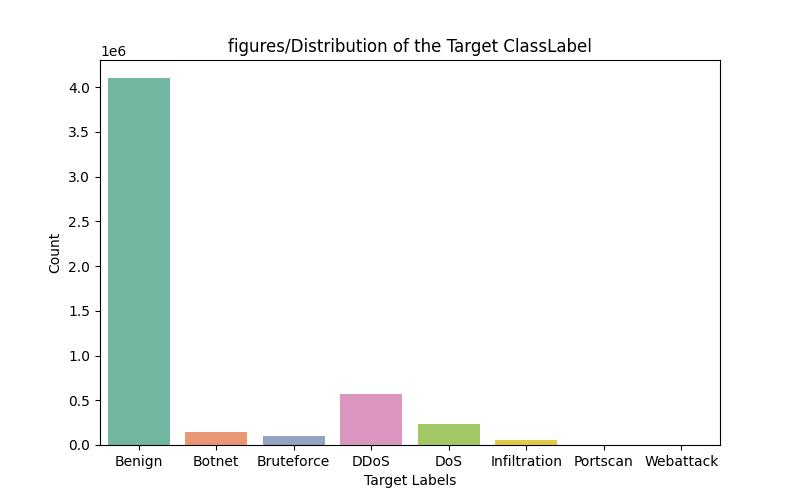 figures/Distribution of the Target ClassLabel
1e6
4.0
3.5
3.0
2.5
2.0
1.5
1.0
0.5
0.0
Count
Benign Botnet Bruteforce DDoS DoS Infiltration Portscan Webattack
Target Labels